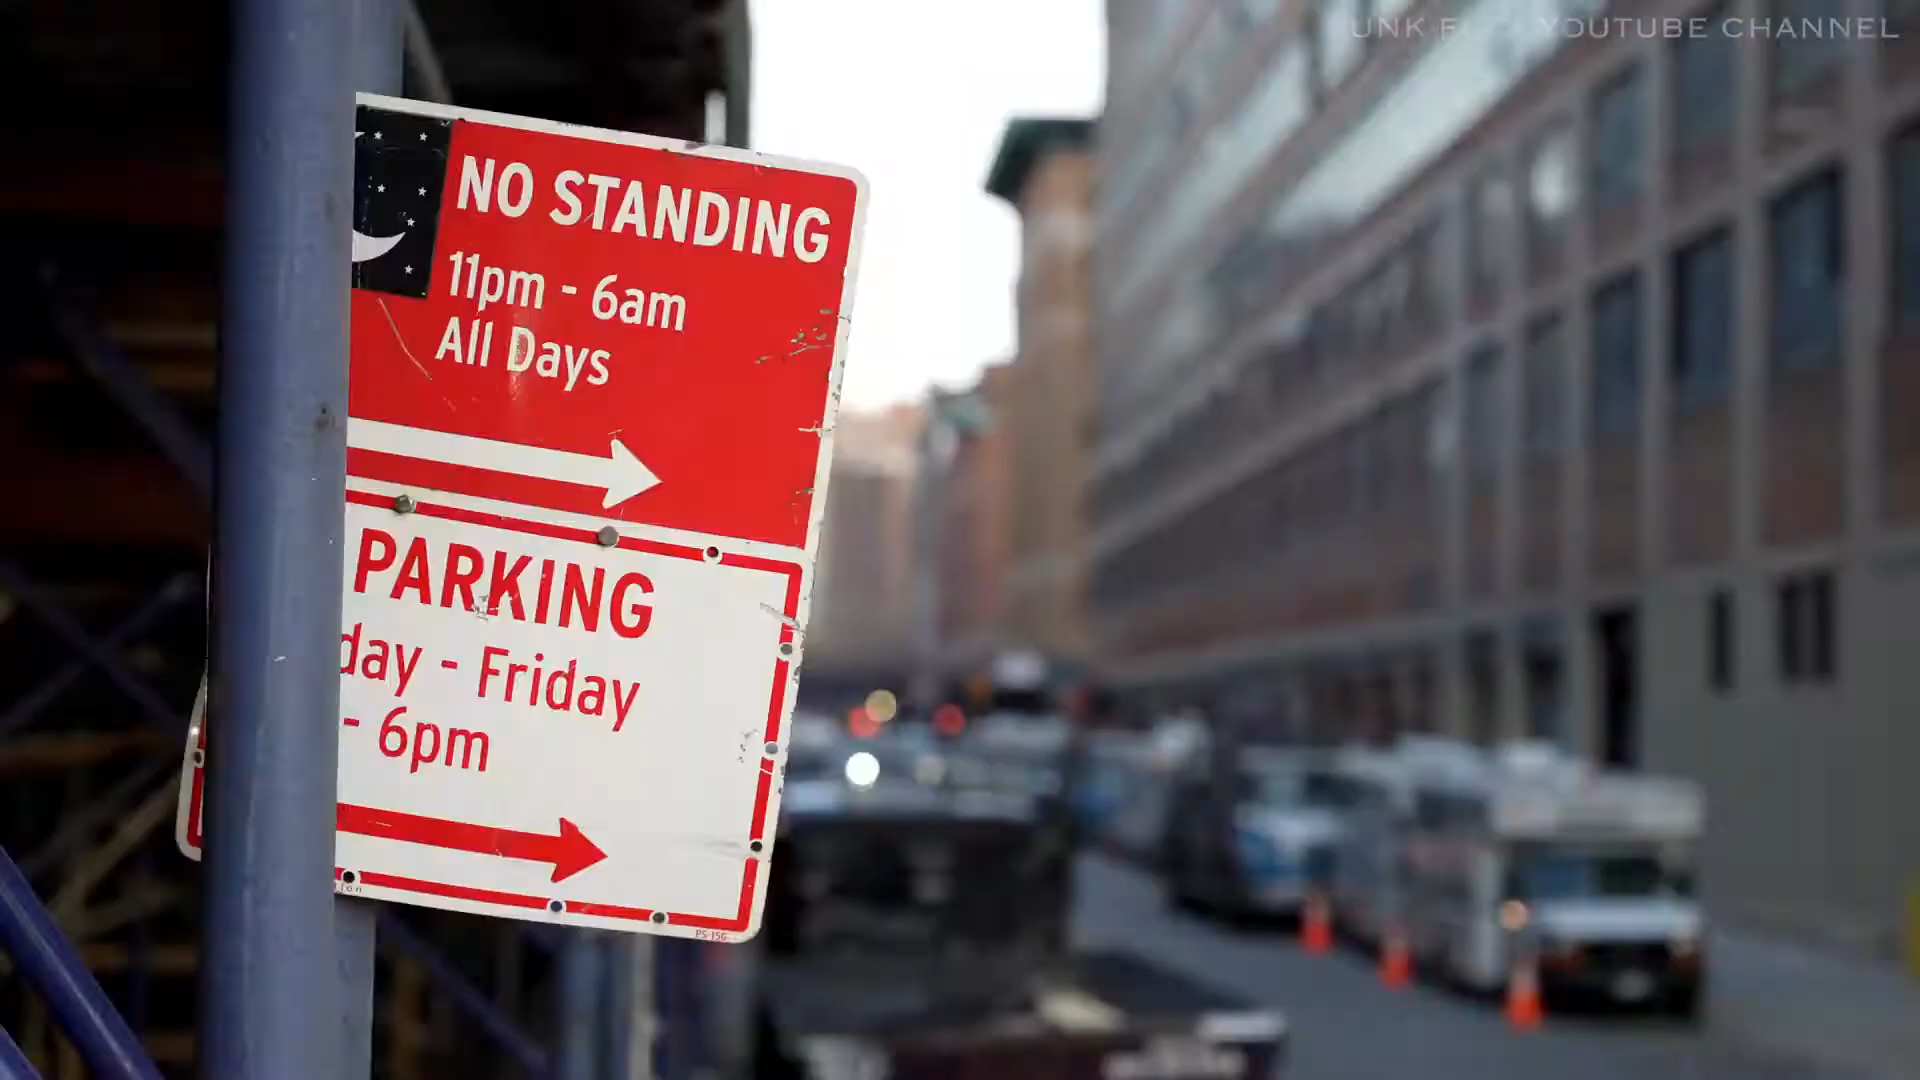 YOUTUBE CHANNEL
NO STANDING
11pm - 6am
All Days
PARKING
day - Friday
- 6pm